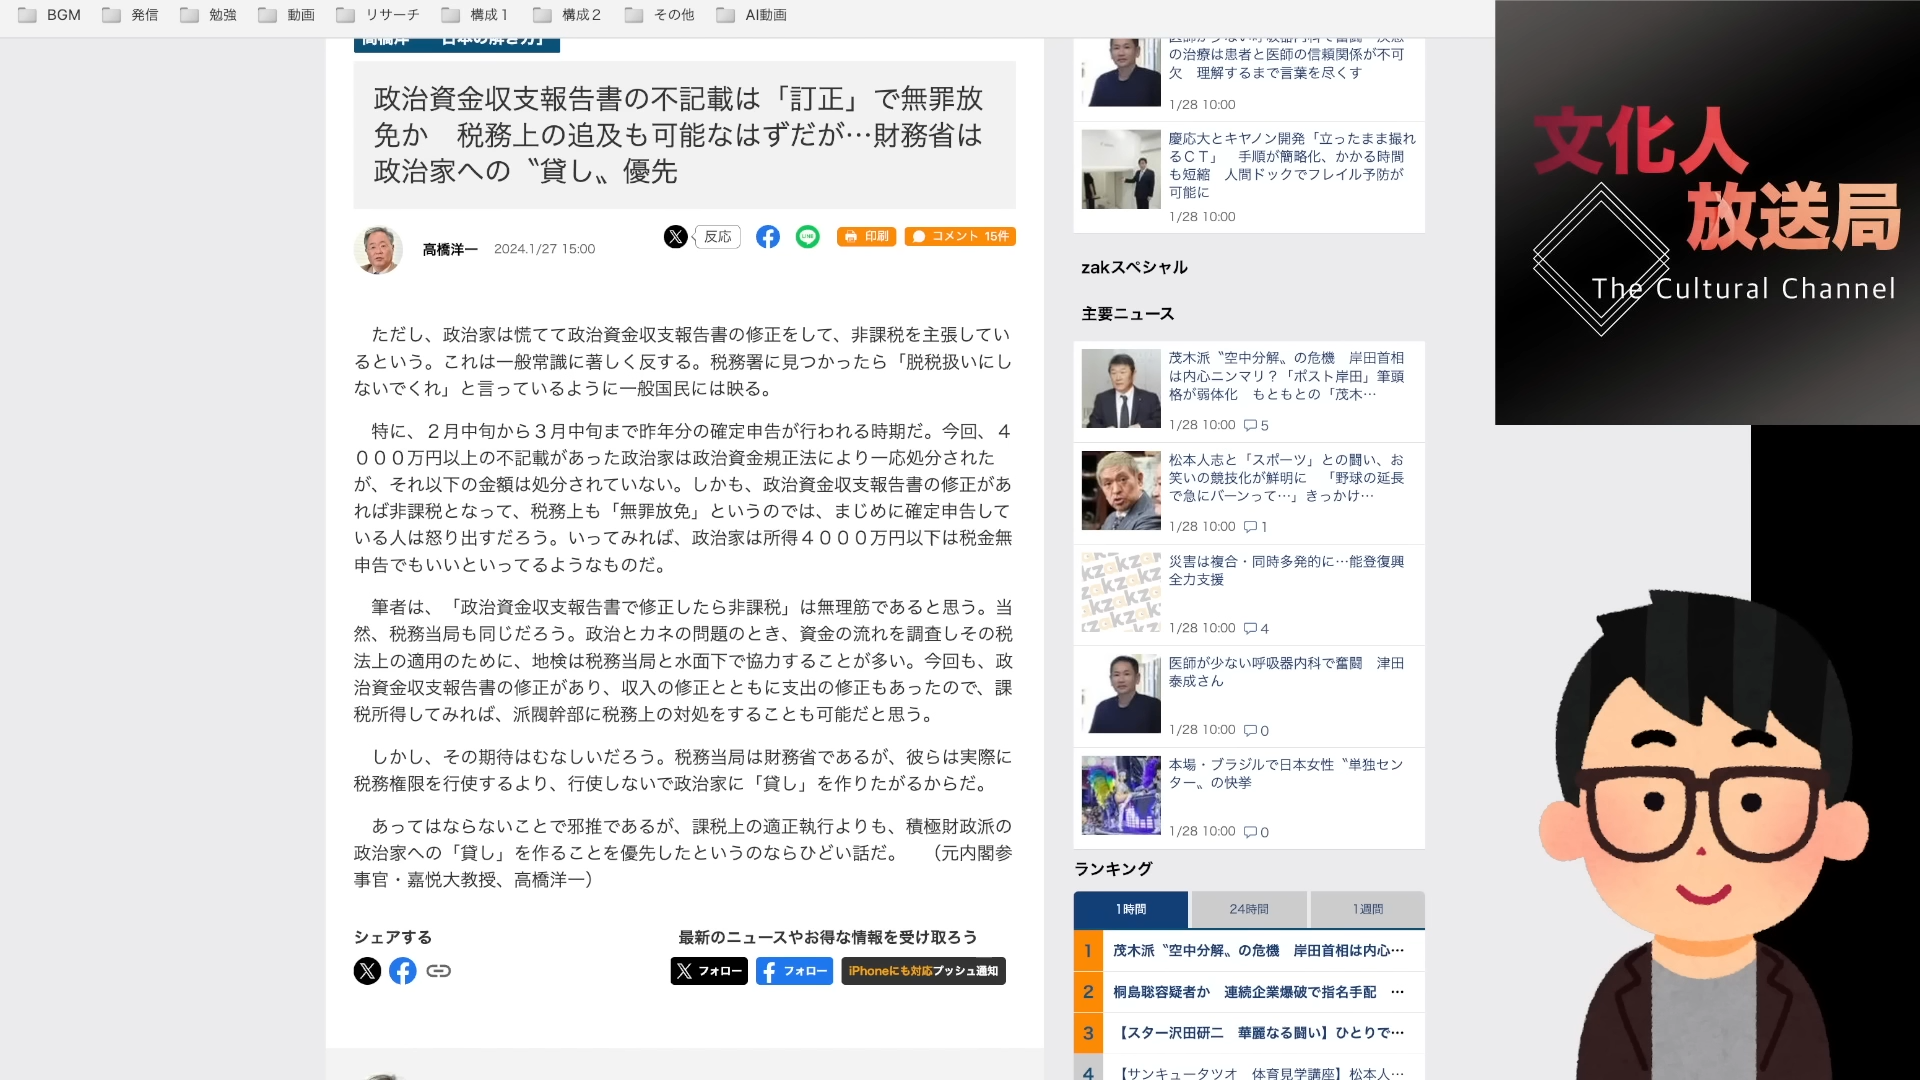 BGM 発信 勉強 動画 リサーチ 構成1 構成2 その他 AI動画
政治資金収支報告書の不記載は「訂正」で無罪放
免か　税務上の追及も可能なはずだが…財務省は
政治家への〝貸し〟優先
高橋洋一 2024.1/27 15:00
反応
印刷
コメント 15件
ただし、政治家は慌てて政治資金収支報告書の修正をして、非課税を主張してい
るという。これは一般常識に著しく反する。税務署に見つかったら「脱税扱いにし
ないでくれ」と言っているように一般国民には映る。
特に、２月中旬から３月中旬まで昨年分の確定申告が行われる時期だ。今回、４
０００万円以上の不記載があった政治家は政治資金規正法により一応処分された
が、それ以下の金額は処分されていない。しかも、政治資金収支報告書の修正があ
れば非課税となって、税務上も「無罪放免」というのでは、まじめに確定申告して
いる人は怒り出すだろう。いってみれば、政治家は所得４０００万円以下は税金無
申告でもいいといってるようなものだ。
筆者は、「政治資金収支報告書で修正したら非課税」は無理筋であると思う。当
然、税務当局も同じだろう。政治とカネの問題のとき、資金の流れを調査しその税
法上の適用のために、地検は税務当局と水面下で協力することが多い。今回も、政
治資金収支報告書の修正があり、収入の修正とともに支出の修正もあったので、課
税所得してみれば、派閥幹部に税務上の対処をすることも可能だと思う。
しかし、その期待はむなしいだろう。税務当局は財務省であるが、彼らは実際に
税務権限を行使するより、行使しないで政治家に「貸し」を作りたがるからだ。
あってはならないことで邪推であるが、課税上の適正執行よりも、積極財政派の
政治家への「貸し」を作ることを優先したというのならひどい話だ。　（元内閣参
事官・嘉悦大教授、高橋洋一）
シェアする
最新のニュースやお得な情報を受け取ろう
フォロー
フォロー
iPhoneにも対応プッシュ通知
の治療は患者と医師の信頼関係が不可
欠　理解するまで言葉を尽くす
1/28 10:00
慶応大とキヤノン開発「立ったまま撮れ
るＣＴ」　手順が簡略化、かかる時間
も短縮　人間ドックでフレイル予防が
可能に
1/28 10:00
zakスペシャル
主要ニュース
茂木派〝空中分解〟の危機　岸田首相
は内心ニンマリ？「ポスト岸田」筆頭
格が弱体化　もともとの「茂木…
1/28 10:00 5
松本人志と「スポーツ」との闘い、お
笑いの競技化が鮮明に　「野球の延長
で急にバーンって…」きっかけ…
1/28 10:00 1
災害は複合・同時多発的に…能登復興
全力支援
1/28 10:00 4
医師が少ない呼吸器内科で奮闘　津田
泰成さん
1/28 10:00 0
本場・ブラジルで日本女性〝単独セン
ター〟の快挙
1/28 10:00 0
ランキング
1時間 24時間 1週間
1 茂木派〝空中分解〟の危機　岸田首相は内心…
2 桐島聡容疑者か　連続企業爆破で指名手配　…
3 【スター沢田研二　華麗なる闘い】ひとりで…
4 【サンキュータツオ　体育見学講座】松本人…
文化人
放送局
The Cultural Channel